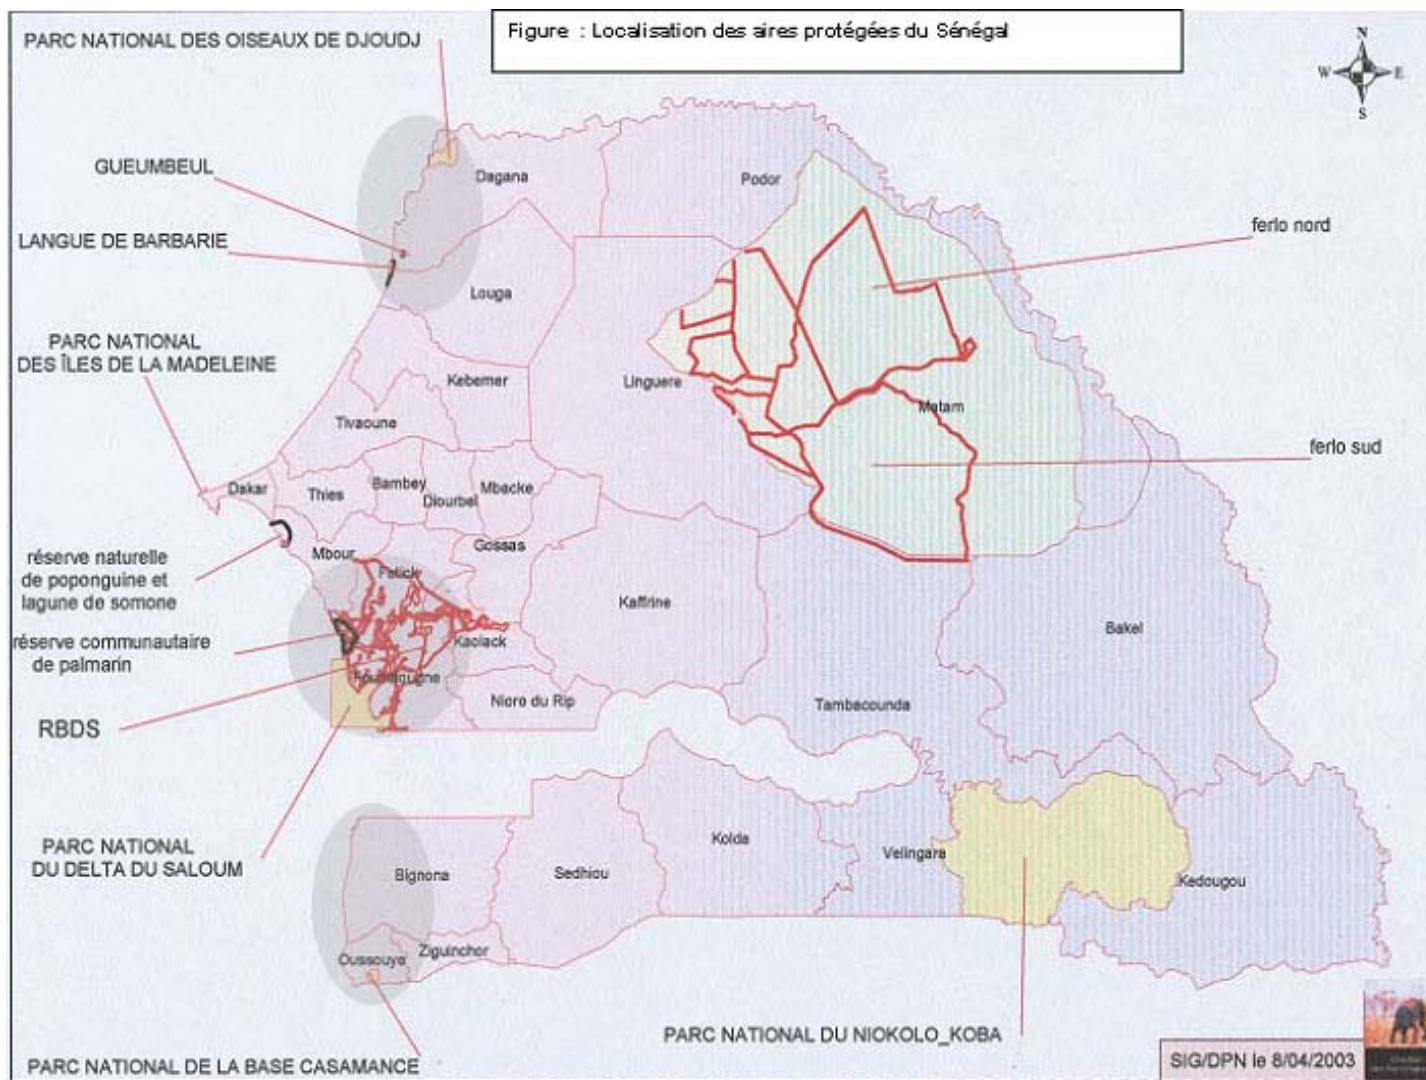 PARC NATIONAL DES OISEAUX DE DJOUDJ
Figure : Localisation des aires protégées du Sénégal
N
W E
S
GUEUMBEUL
Dagana
Podor
LANGUE DE BARBARIE
ferlo nord
Louga
PARC NATIONAL
DES ÎLES DE LA MADELEINE
Kebemer
Linguere
Matam
Tivaoune
ferlo sud
Dakar
Thies
Bambey
Diourbel
Mbacke
réserve naturelle
de poponguine et
lagune de somone
Mbour
Gossas
Fatick
Kaffrine
réserve communautaire
de palmarin
Kaolack
Bakel
Foundiougne
Nioro du Rip
Tambacounda
RBDS
PARC NATIONAL
DU DELTA DU SALOUM
Bignona
Sedhiou
Kolda
Velingara
Kedougou
Oussouye
Ziguinchor
PARC NATIONAL DU NIOKOLO_KOBA
PARC NATIONAL DE LA BASE CASAMANCE
SIG/DPN le 8/04/2003